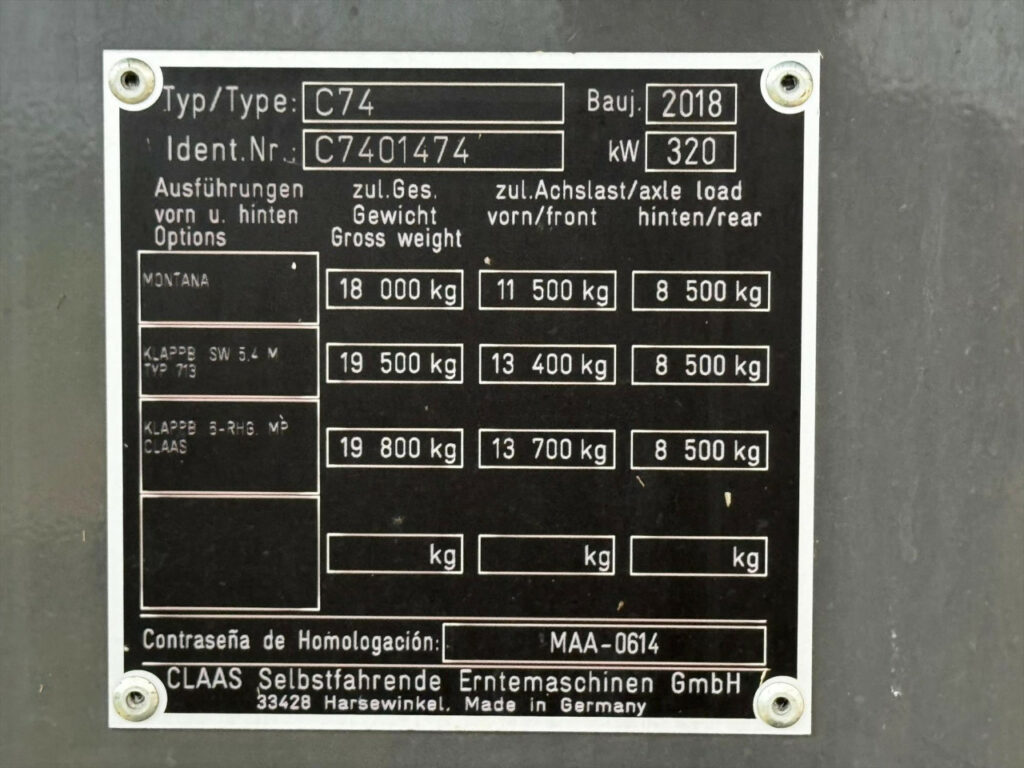 Typ/Type: C74 Bauj. 2018
Ident.Nr.: C7401474 kW 320
Ausführungen zul.Ges. zul.Achslast/axle load
vorn u. hinten Gewicht vorn/front hinten/rear
Options Gross weight
MONTANA 18 000 kg 11 500 kg 8 500 kg
KLAPPB SW 5,4 M 19 500 kg 13 400 kg 8 500 kg
TYP 713
KLAPPB 6-RHG. MP 19 800 kg 13 700 kg 8 500 kg
CLAAS
kg kg kg
Contraseña de Homologación: MAA-0614
CLAAS Selbstfahrende Erntemaschinen GmbH
33428 Harsewinkel, Made in Germany